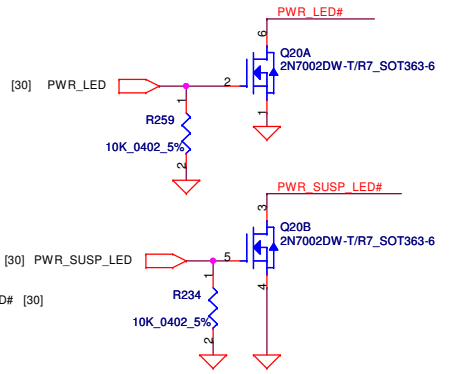 PWR_LED#
6
Q20A
2N7002DW-T/R7_SOT363-6
[30] PWR_LED
2
1
1
R259
10K_0402_5%
2
PWR_SUSP_LED#
3
Q20B
2N7002DW-T/R7_SOT363-6
[30] PWR_SUSP_LED
5
4
1
R234
D# [30]
10K_0402_5%
2